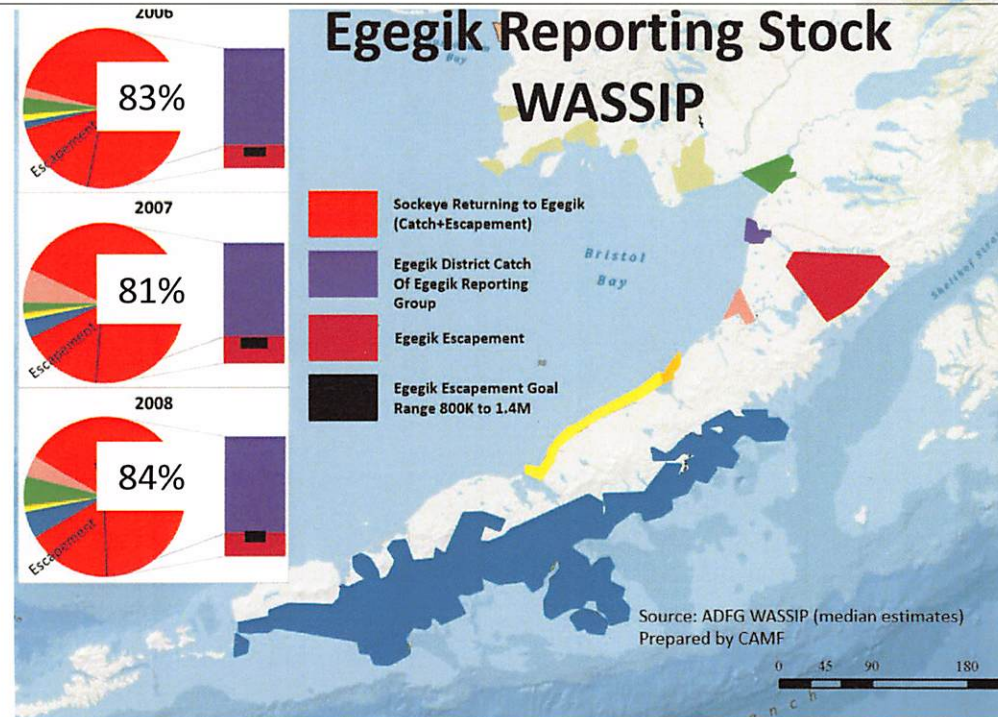 Egegik Reporting Stock
WASSIP
2006
83%
Escapement
2007
81%
Escapement
2008
84%
Escapement
Sockeye Returning to Egegik
(Catch+Escapement)
Egegik District Catch
Of Egegik Reporting
Group
Egegik Escapement
Egegik Escapement Goal
Range 800K to 1.4M
Bay
Bristol
Bay
Source: ADFG WASSIP (median estimates)
Prepared by CAMF
0 45 90 180